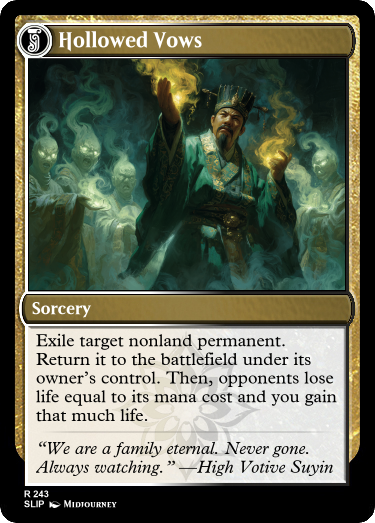 Hollowed Vows
Sorcery
Exile target nonland permanent.
Return it to the battlefield under its
owner's control. Then, opponents lose
life equal to its mana cost and you gain
that much life.
“We are a family eternal. Never gone.
Always watching.” —High Votive Suyin
R 243
SLIP Midjourney